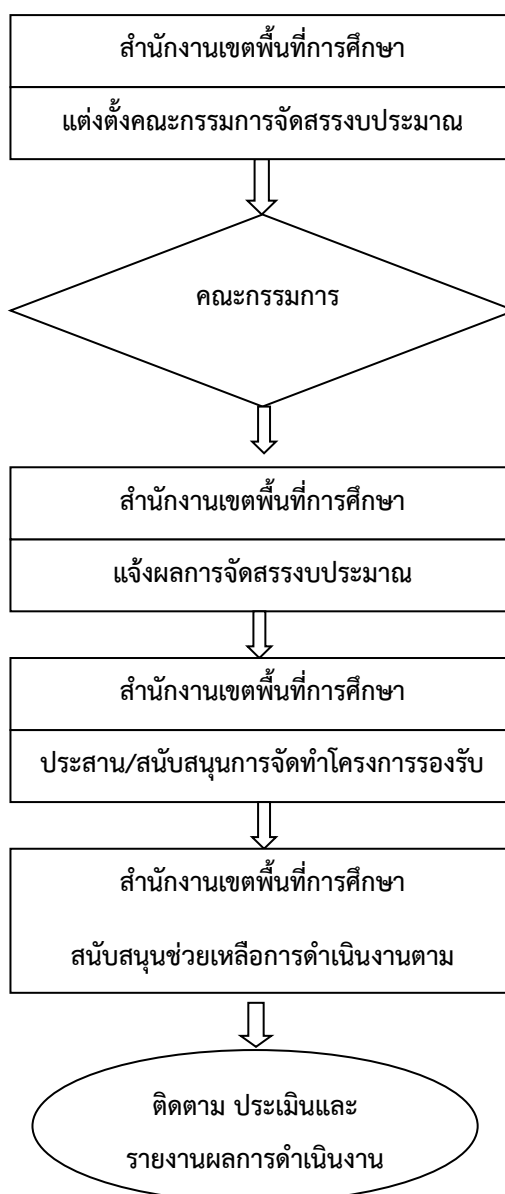 สำนักงานเขตพื้นที่การศึกษา
แต่งตั้งคณะกรรมการจัดสรรงบประมาณ
คณะกรรมการ
สำนักงานเขตพื้นที่การศึกษา
แจ้งผลการจัดสรรงบประมาณ
สำนักงานเขตพื้นที่การศึกษา
ประสาน/สนับสนุนการจัดทำโครงการรองรับ
สำนักงานเขตพื้นที่การศึกษา
สนับสนุนช่วยเหลือการดำเนินงานตาม
ติดตาม ประเมินและ
รายงานผลการดำเนินงาน